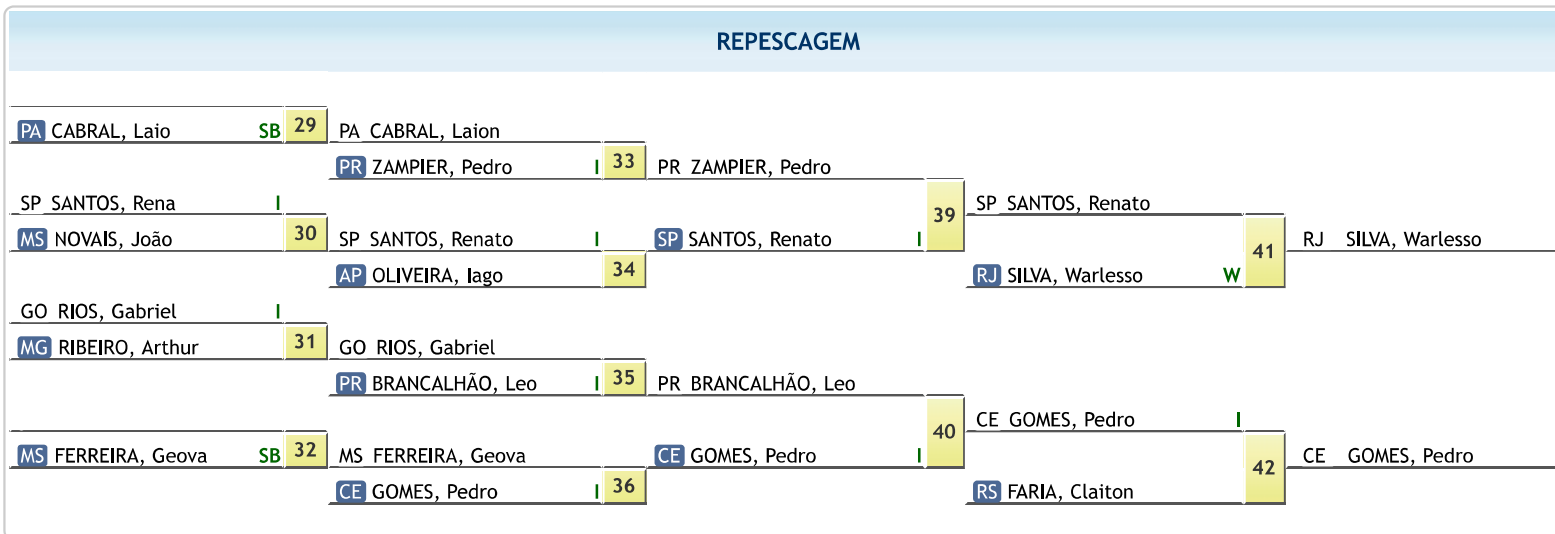 REPESCAGEM
PA CABRAL, Laio SB 29 PA CABRAL, Laion
PR ZAMPIER, Pedro I 33 PR ZAMPIER, Pedro
SP SANTOS, Rena I 39 SP SANTOS, Renato
MS NOVAIS, João 30 SP SANTOS, Renato I SP SANTOS, Renato I 41 RJ SILVA, Warlesso
AP OLIVEIRA, Iago 34 RJ SILVA, Warlesso W
GO RIOS, Gabriel I
MG RIBEIRO, Arthur 31 GO RIOS, Gabriel
PR BRANCALHÃO, Leo I 35 PR BRANCALHÃO, Leo
40 CE GOMES, Pedro I
MS FERREIRA, Geova SB 32 MS FERREIRA, Geova CE GOMES, Pedro I 42 CE GOMES, Pedro
CE GOMES, Pedro I 36 RS FARIA, Claiton